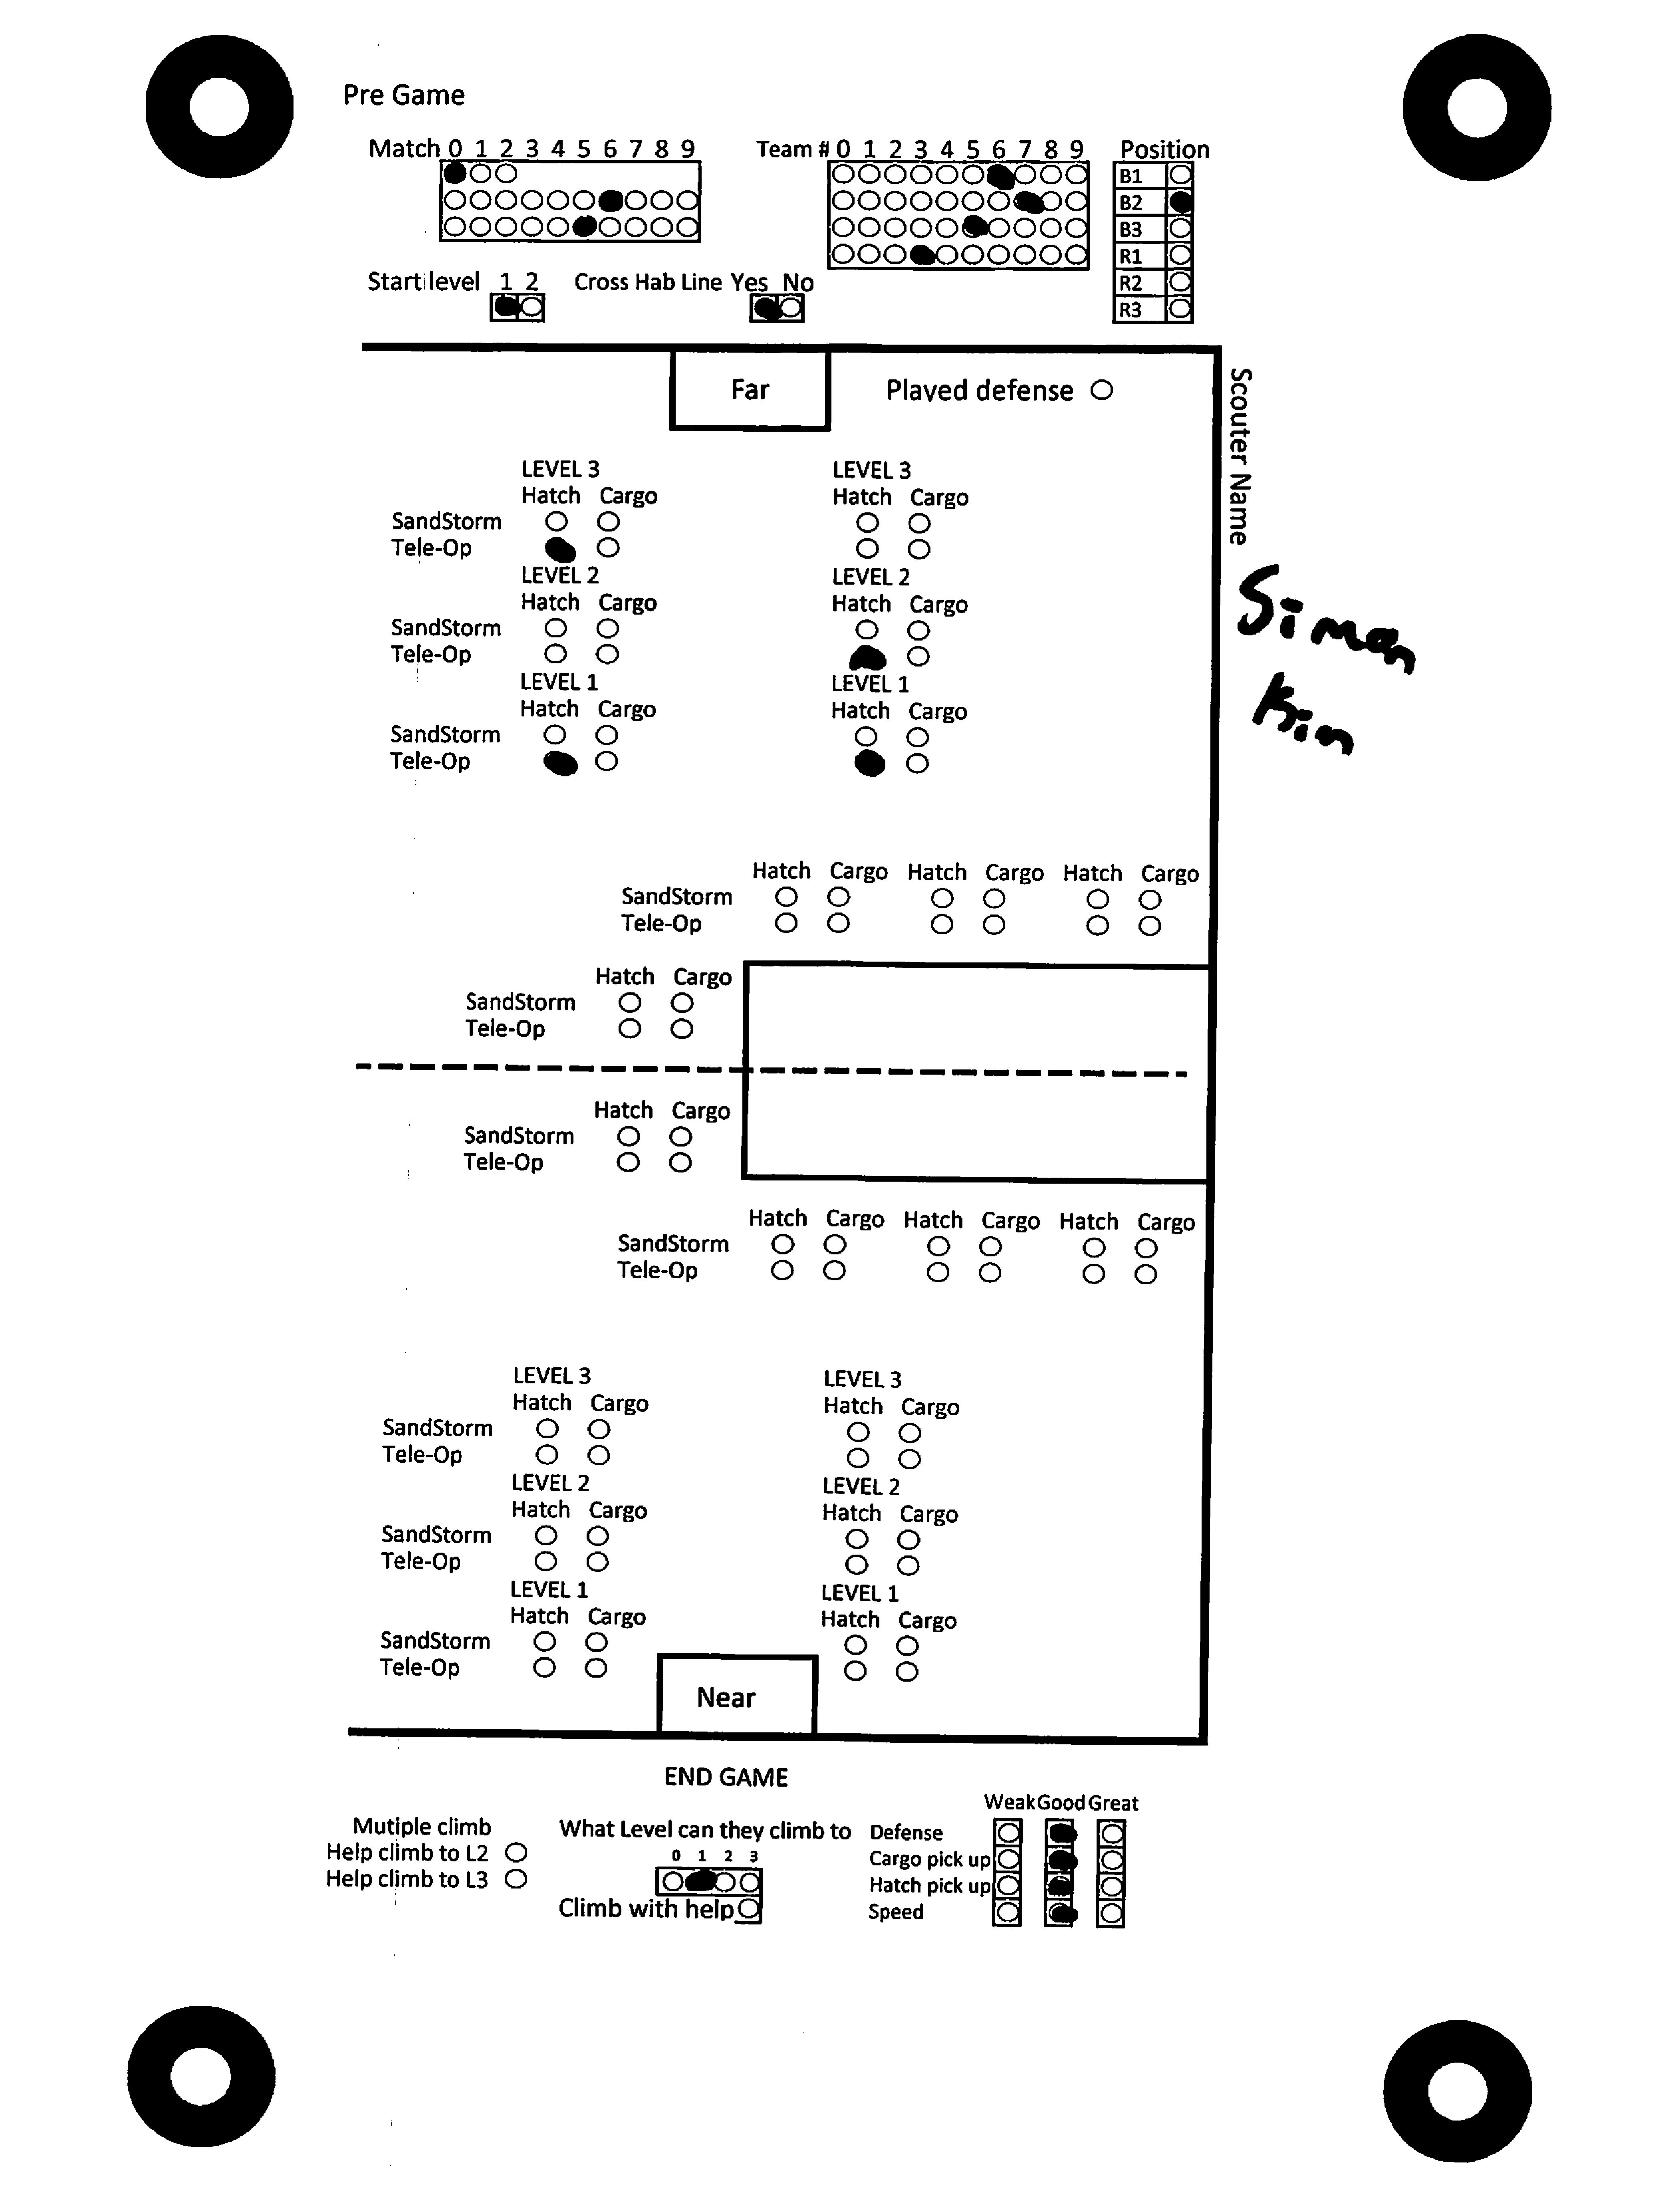 Pre Game
Match 0 1 2 3 4 5 6 7 8 9
Team # 0 1 2 3 4 5 6 7 8 9
Position
B1
B2
B3
R1
R2
R3
Start level 1 2
Cross Hab Line Yes No
Far
Played defense
Scouter Name
Simon
Kim
LEVEL 3 LEVEL 3
Hatch Cargo Hatch Cargo
SandStorm
Tele-Op
LEVEL 2 LEVEL 2
Hatch Cargo Hatch Cargo
SandStorm
Tele-Op
LEVEL 1 LEVEL 1
Hatch Cargo Hatch Cargo
SandStorm
Tele-Op
Hatch Cargo Hatch Cargo Hatch Cargo
SandStorm
Tele-Op
Hatch Cargo
SandStorm
Tele-Op
Hatch Cargo
SandStorm
Tele-Op
Hatch Cargo Hatch Cargo Hatch Cargo
SandStorm
Tele-Op
LEVEL 3 LEVEL 3
Hatch Cargo Hatch Cargo
SandStorm
Tele-Op
LEVEL 2 LEVEL 2
Hatch Cargo Hatch Cargo
SandStorm
Tele-Op
LEVEL 1 LEVEL 1
Hatch Cargo Hatch Cargo
SandStorm
Tele-Op
Near
END GAME
Mutiple climb
Help climb to L2
Help climb to L3
What Level can they climb to
0 1 2 3
Climb with help
Weak Good Great
Defense
Cargo pick up
Hatch pick up
Speed